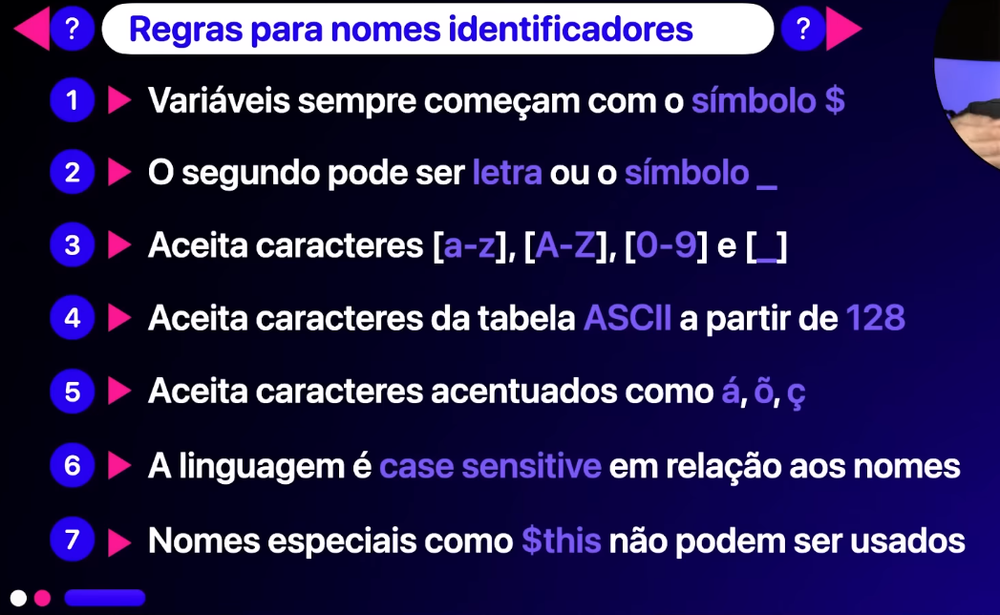 ? Regras para nomes identificadores ?
1 Variáveis sempre começam com o símbolo $
2 O segundo pode ser letra ou o símbolo _
3 Aceita caracteres [a-z], [A-Z], [0-9] e [_]
4 Aceita caracteres da tabela ASCII a partir de 128
5 Aceita caracteres acentuados como á, õ, ç
6 A linguagem é case sensitive em relação aos nomes
7 Nomes especiais como $this não podem ser usados